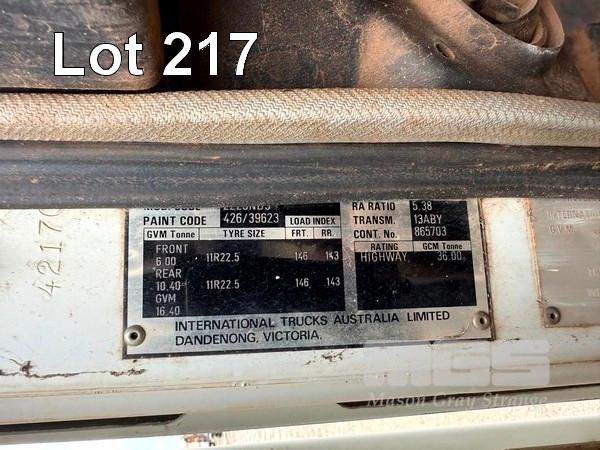 Lot 217
RA RATIO 5.38
PAINT CODE 426/39623 LOAD INDEX TRANSM. 13ABY
GVM Tonne TYRE SIZE FRT. RR. CONT. No. 865703
RATING GCM Tonne
FRONT HIGHWAY. 36.00
6.00 11R22.5 146 143
REAR
10.40 11R22.5 146 143
GVM
16.40
INTERNATIONAL TRUCKS AUSTRALIA LIMITED
DANDENONG, VICTORIA.
4217
MGS
Mason Gray Strange